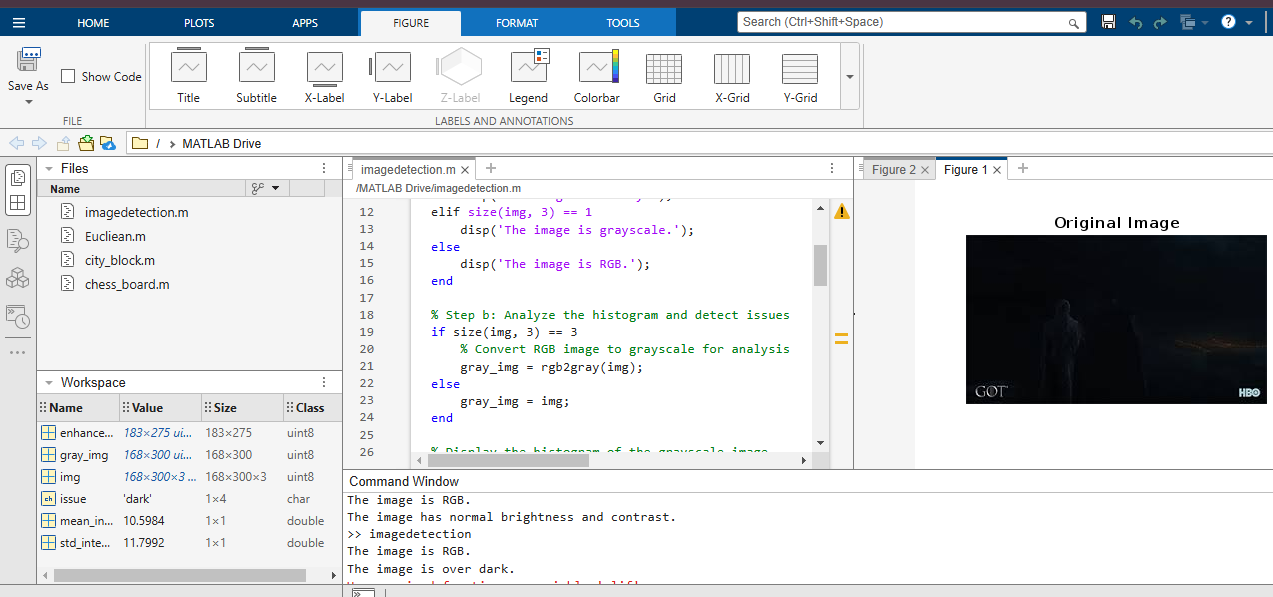 HOME PLOTS APPS FIGURE FORMAT TOOLS Search (Ctrl+Shift+Space)
Save As
Show Code
FILE
Title Subtitle X-Label Y-Label Z-Label Legend Colorbar Grid X-Grid Y-Grid
LABELS AND ANNOTATIONS
/ MATLAB Drive
Files
Name
imagedetection.m
Eucliean.m
city_block.m
chess_board.m
Workspace
Name Value Size Class
enhance... 183×275 ui... 183×275 uint8
gray_img 168×300 ui... 168×300 uint8
img 168×300×3 ... 168×300×3 uint8
ch issue 'dark' 1×4 char
mean_in... 10.5984 1×1 double
std_inte... 11.7992 1×1 double
imagedetection.m
/MATLAB Drive/imagedetection.m
12 elif size(img, 3) == 1
13 disp('The image is grayscale.');
14 else
15 disp('The image is RGB.');
16 end
17
18 % Step b: Analyze the histogram and detect issues
19 if size(img, 3) == 3
20 % Convert RGB image to grayscale for analysis
21 gray_img = rgb2gray(img);
22 else
23 gray_img = img;
24 end
25
26 % Display the histogram of the grayscale image
Figure 2 Figure 1
Original Image
GOT
HBO
Command Window
The image is RGB.
The image has normal brightness and contrast.
>> imagedetection
The image is RGB.
The image is over dark.